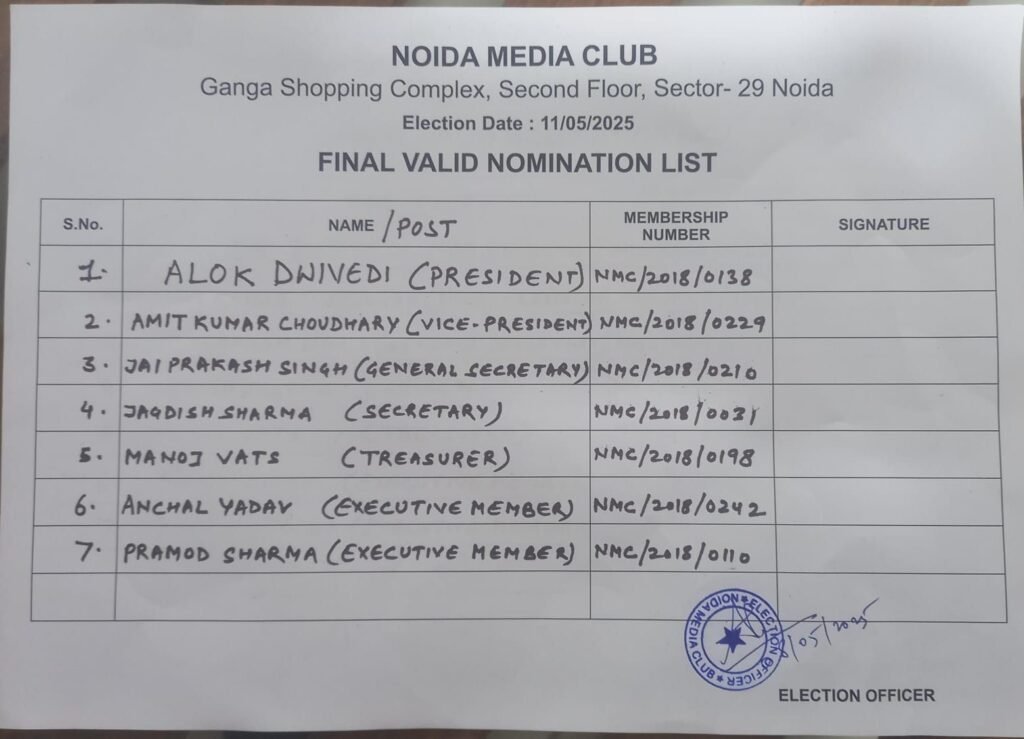 NOIDA MEDIA CLUB
Ganga Shopping Complex, Second Floor, Sector- 29 Noida
Election Date : 11/05/2025
FINAL VALID NOMINATION LIST
S.No. NAME /POST MEMBERSHIP NUMBER SIGNATURE
1. ALOK DWIVEDI (PRESIDENT) NMC/2018/0138
2. AMIT KUMAR CHOUDHARY (VICE-PRESIDENT) NMC/2018/0229
3. JAI PRAKASH SINGH (GENERAL SECRETARY) NMC/2018/0210
4. JAGDISH SHARMA (SECRETARY) NMC/2018/0031
5. MANOJ VATS (TREASURER) NMC/2018/0198
6. ANCHAL YADAV (EXECUTIVE MEMBER) NMC/2018/0242
7. PRAMOD SHARMA (EXECUTIVE MEMBER) NMC/2018/0110
NOIDA MEDIA CLUB ★ ELECTION OFFICER ★
/05/2025
ELECTION OFFICER